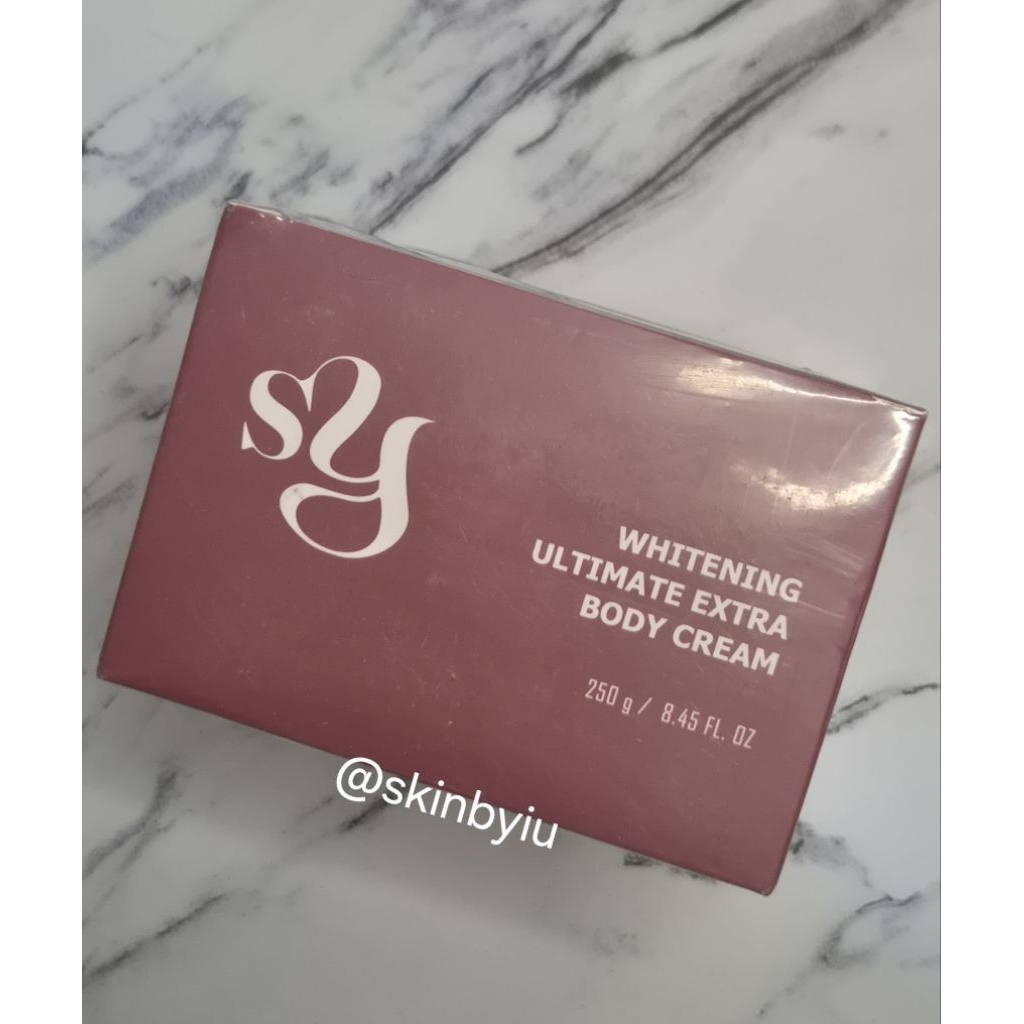 sy
WHITENING
ULTIMATE EXTRA
BODY CREAM
250 g / 8.45 FL. OZ
@skinbyiu